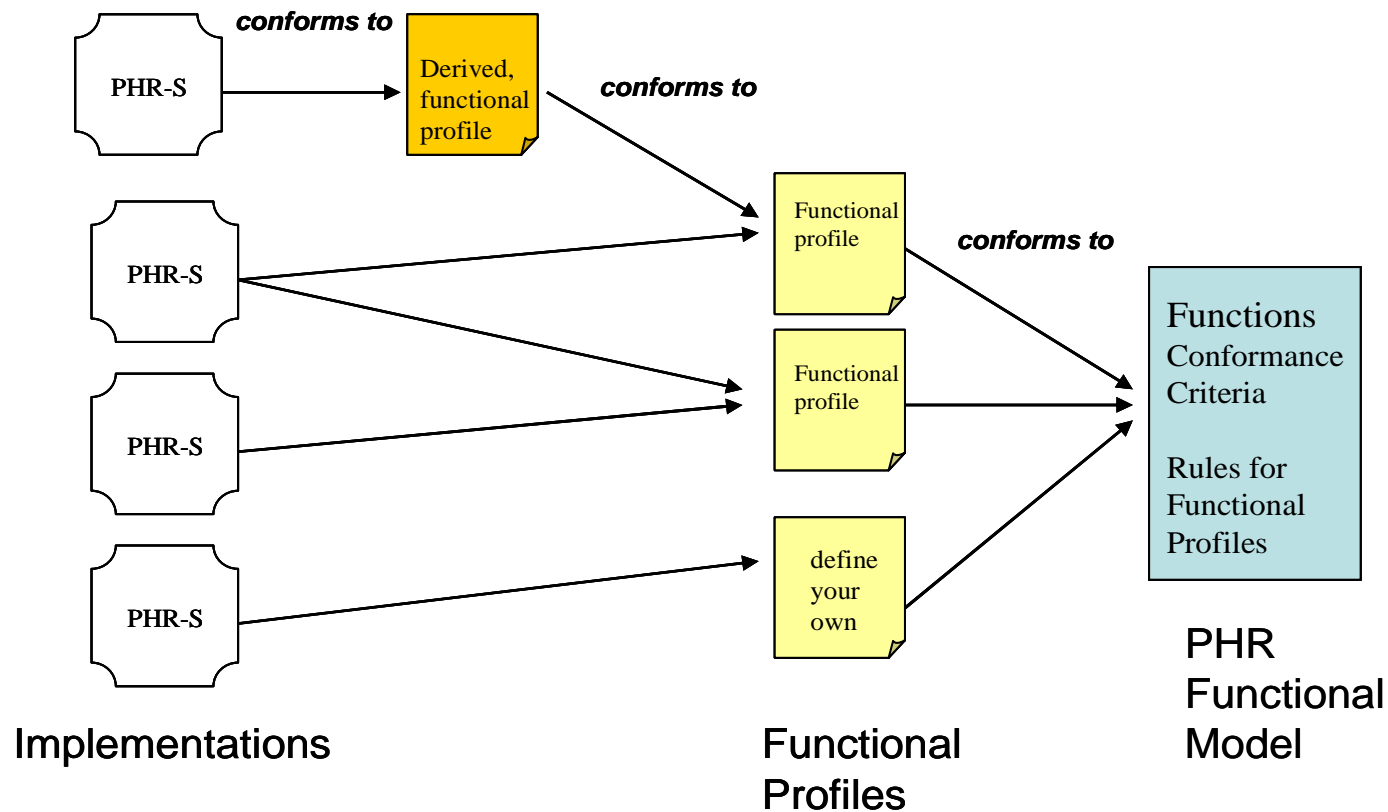 conforms to
PHR-S
Derived,
functional
profile
conforms to
PHR-S
Functional
profile
conforms to
PHR-S
Functional
profile
Functions
Conformance
Criteria
Rules for
Functional
Profiles
PHR-S
define
your
own
Implementations
Functional
Profiles
PHR
Functional
Model